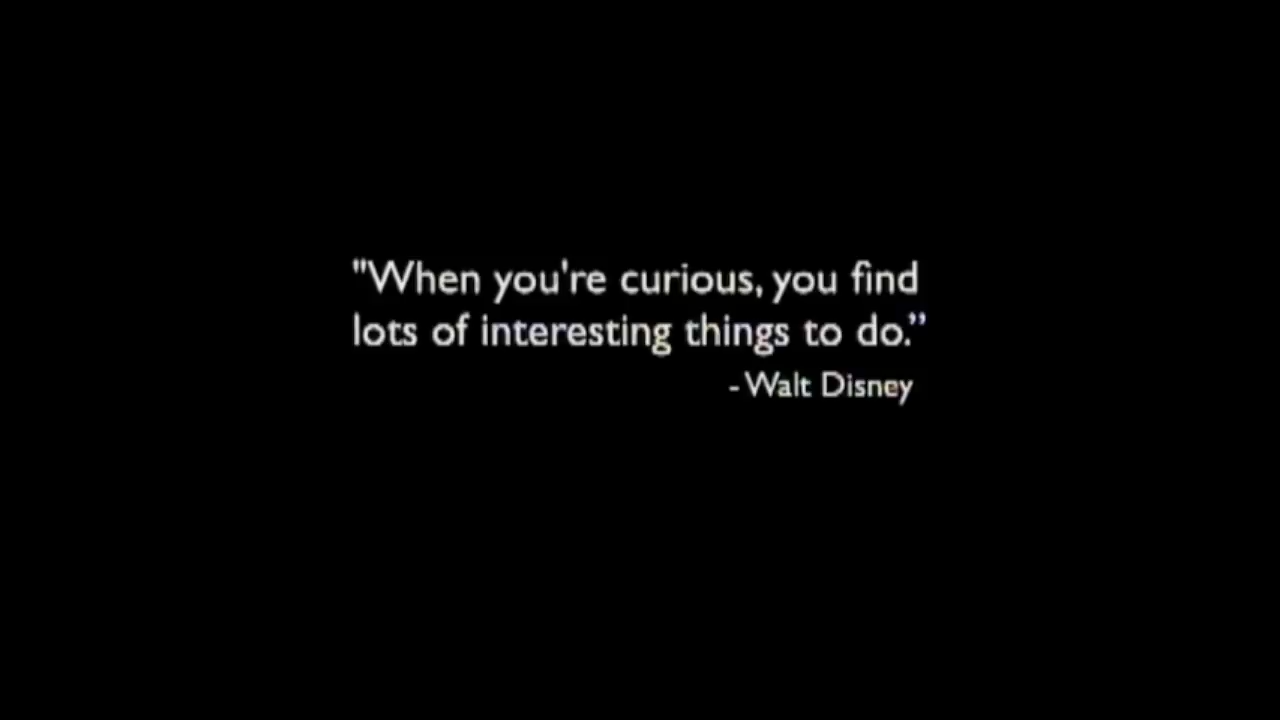 "When you're curious, you find
lots of interesting things to do.”
- Walt Disney